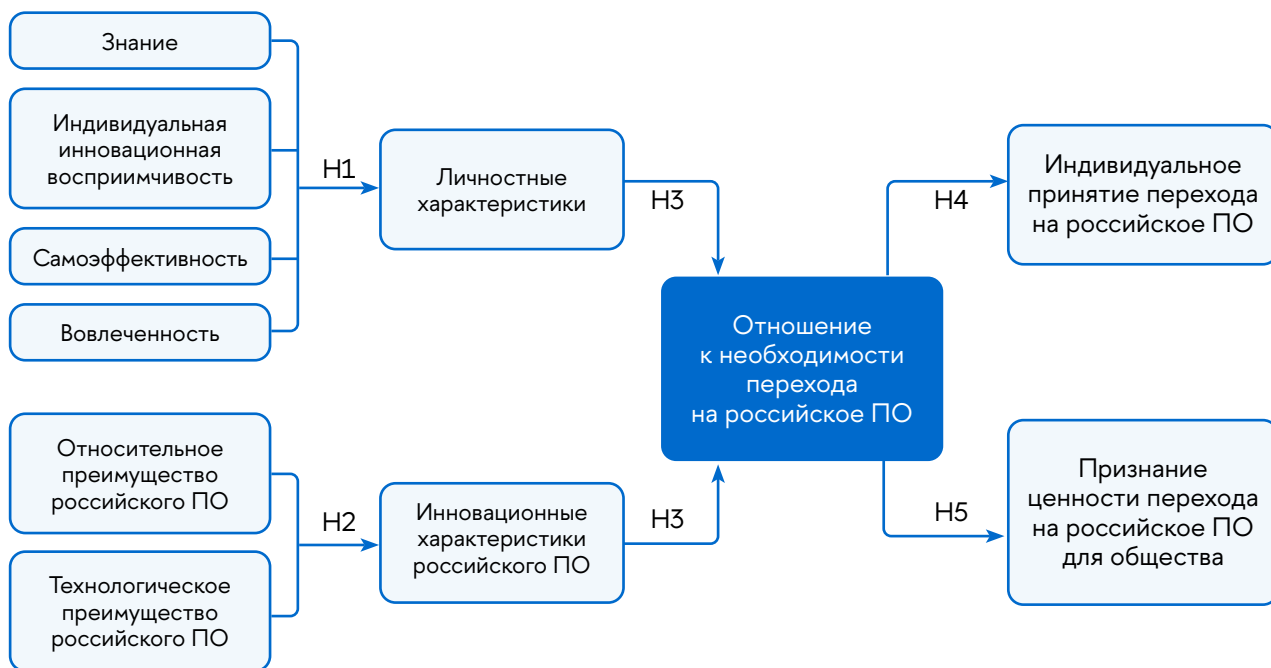 Знание
Индивидуальная
инновационная
восприимчивость
Самоэффективность
Вовлеченность
H1
Личностные
характеристики
H3
Относительное
преимущество
российского ПО
Технологическое
преимущество
российского ПО
H2
Инновационные
характеристики
российского ПО
H3
Отношение
к необходимости
перехода
на российское ПО
H4
Индивидуальное
принятие перехода
на российское ПО
H5
Признание
ценности перехода
на российское ПО
для общества